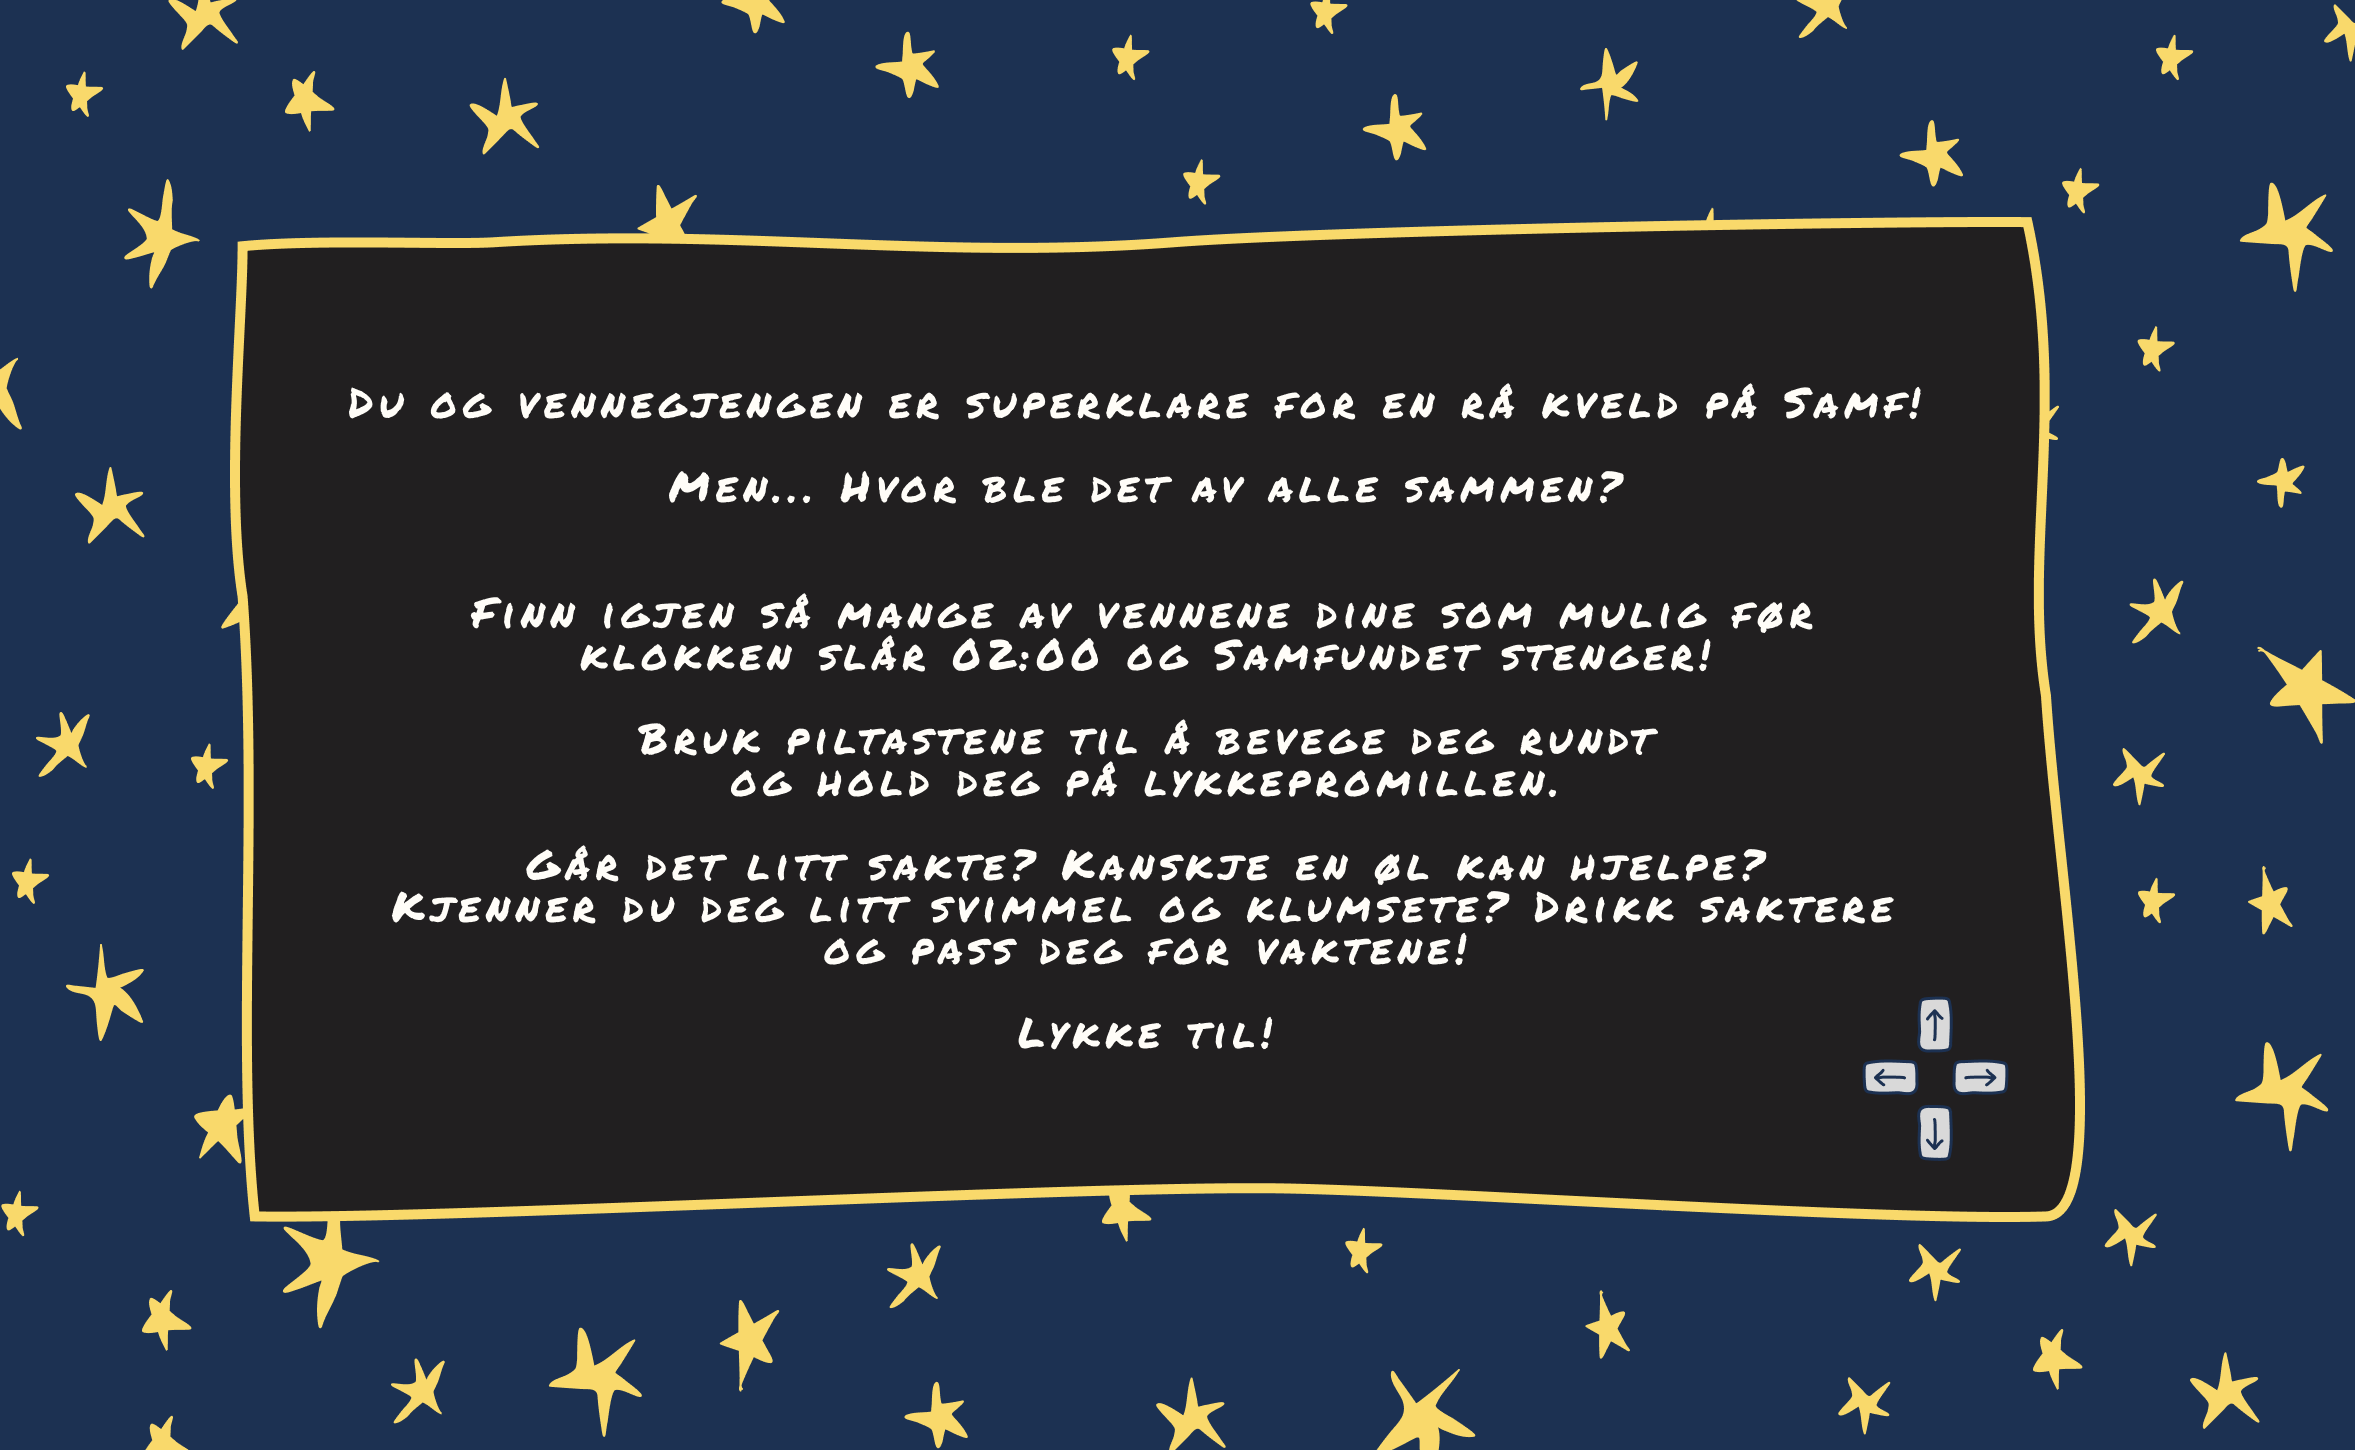 Du og vennegjengen er superklare for en rå kveld på Samf!
Men... Hvor ble det av alle sammen?
Finn igjen så mange av vennene dine som mulig før
klokken slår 02:00 og Samfundet stenger!
Bruk piltastene til å bevege deg rundt
og hold deg på lykkepromillen.
Går det litt sakte? Kanskje en øl kan hjelpe?
Kjenner du deg litt svimmel og klumsete? Drikk saktere
og pass deg for vaktene!
Lykke til!